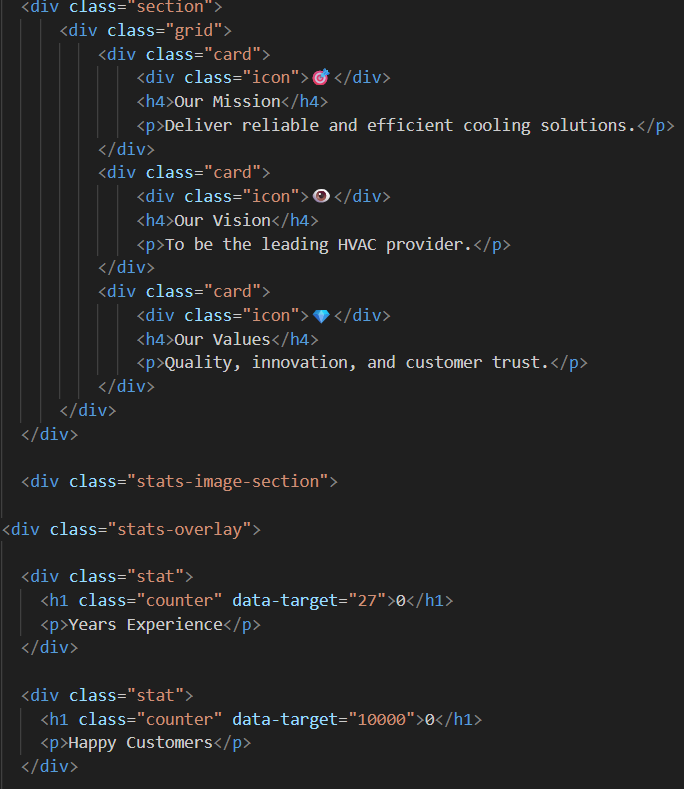 <div class="section">
<div class="grid">
<div class="card">
<div class="icon">🎯</div>
<h4>Our Mission</h4>
<p>Deliver reliable and efficient cooling solutions.</p>
</div>
<div class="card">
<div class="icon">👁️</div>
<h4>Our Vision</h4>
<p>To be the leading HVAC provider.</p>
</div>
<div class="card">
<div class="icon">💎</div>
<h4>Our Values</h4>
<p>Quality, innovation, and customer trust.</p>
</div>
</div>
</div>
<div class="stats-image-section">
<div class="stats-overlay">
<div class="stat">
<h1 class="counter" data-target="27">0</h1>
<p>Years Experience</p>
</div>
<div class="stat">
<h1 class="counter" data-target="10000">0</h1>
<p>Happy Customers</p>
</div>